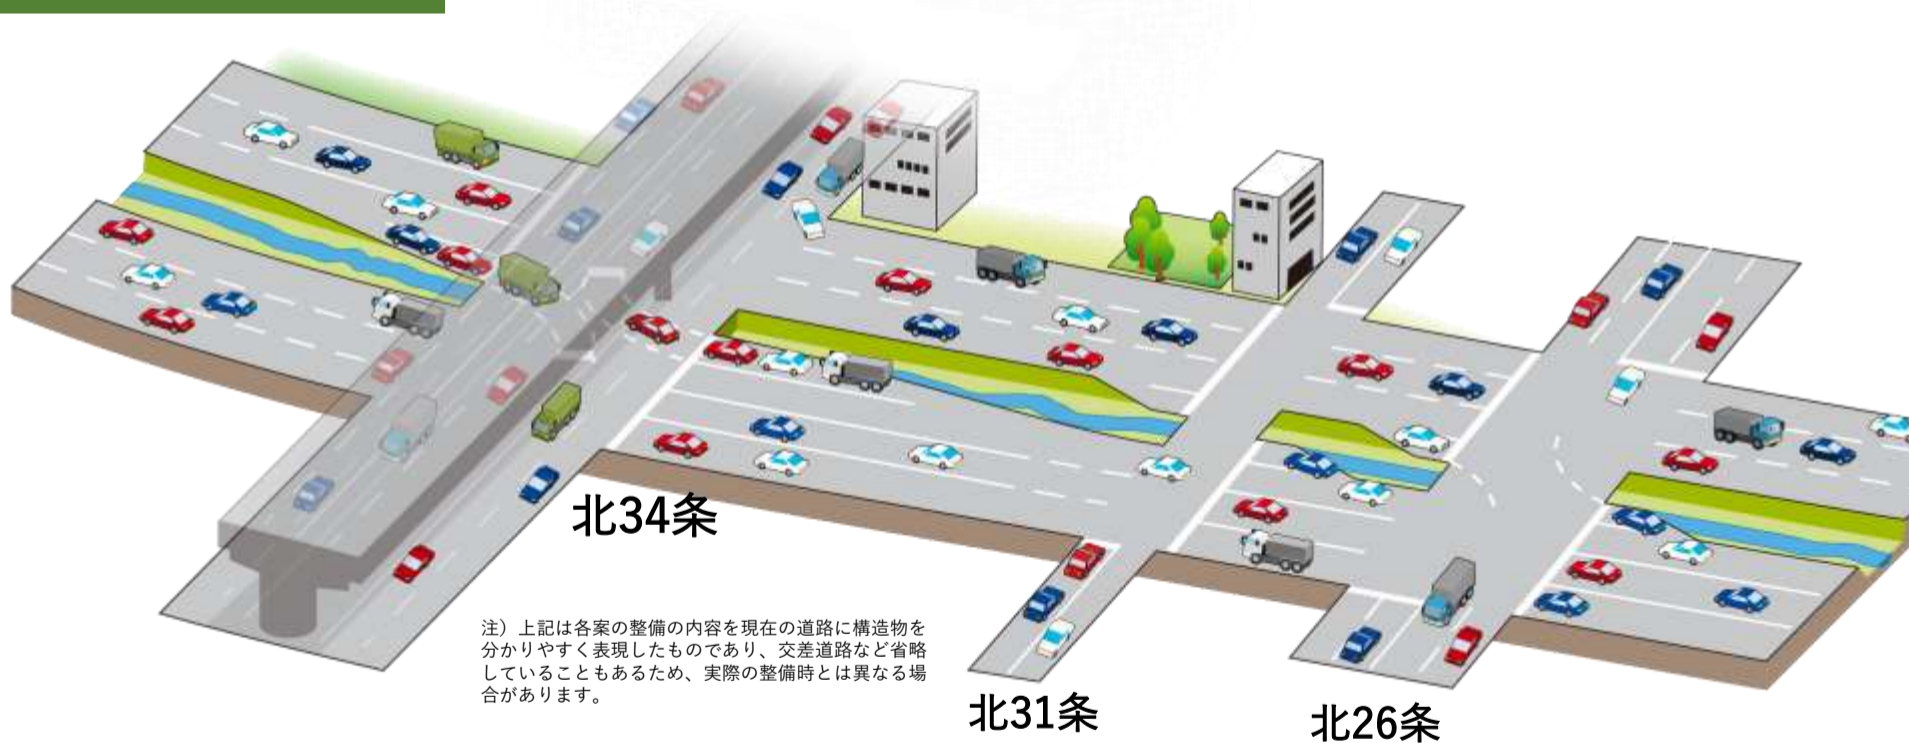 北34条
注）上記は各案の整備の内容を現在の道路に構造物を
分かりやすく表現したものであり、交差道路など省略
していることもあるため、実際の整備時とは異なる場
合があります。
北31条
北26条